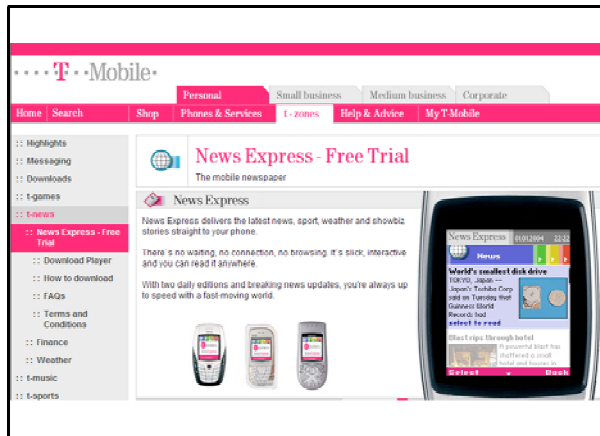 ····T··Mobile·
Personal Small business Medium business Corporate
Home Search Shop Phones & Services t-zones Help & Advice My T-Mobile
:: Highlights
:: Messaging
:: Downloads
:: t-games
:: t-news
:: News Express - Free
Trial
:: Download Player
:: How to download
:: FAQs
:: Terms and
Conditions
:: Finance
:: Weather
:: t-music
:: t-sports
News Express - Free Trial
The mobile newspaper
News Express
News Express delivers the latest news, sport, weather and showbiz
stories straight to your phone.
There's no waiting, no connection, no browsing. It's slick, interactive
and you can read it anywhere.
With two daily editions and breaking news updates, you're always up
to speed with a fast-moving world.
News Express 01/01/2004 22:22
News
World's smallest disk drive
TOKYO, Japan --
Japan's Toshiba Corp
said on Tuesday that
Guinness World
Records had
select to read
Blast rips through hotel
A powerful blast has
shattered a small
hotel and houses in
Select Back